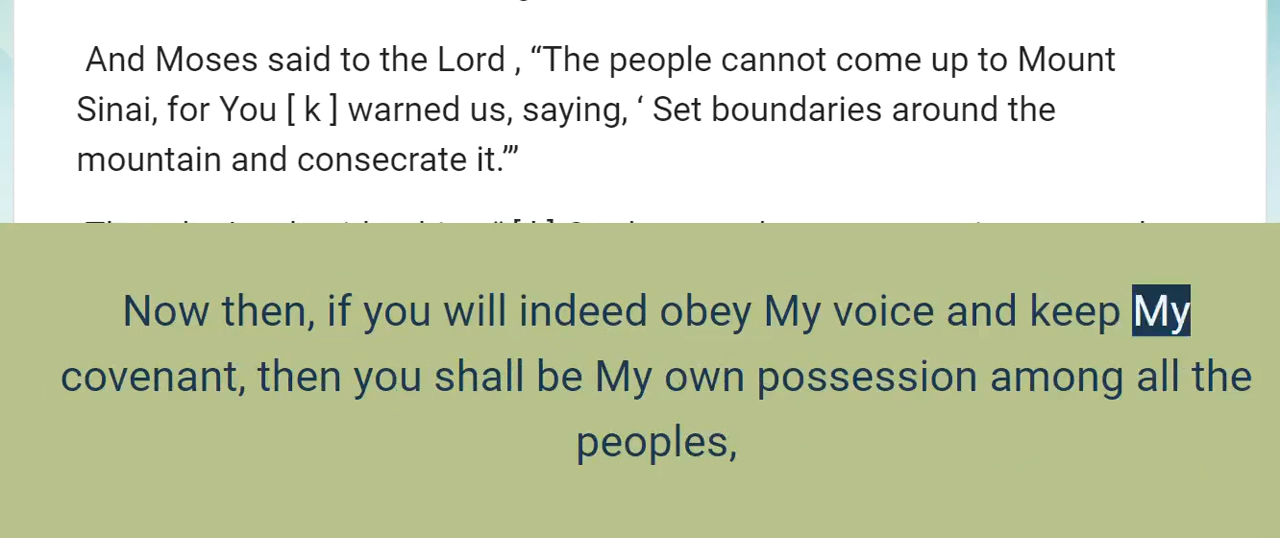 And Moses said to the Lord , “The people cannot come up to Mount
Sinai, for You [ k ] warned us, saying, ‘ Set boundaries around the
mountain and consecrate it.’”
Now then, if you will indeed obey My voice and keep My
covenant, then you shall be My own possession among all the
peoples,